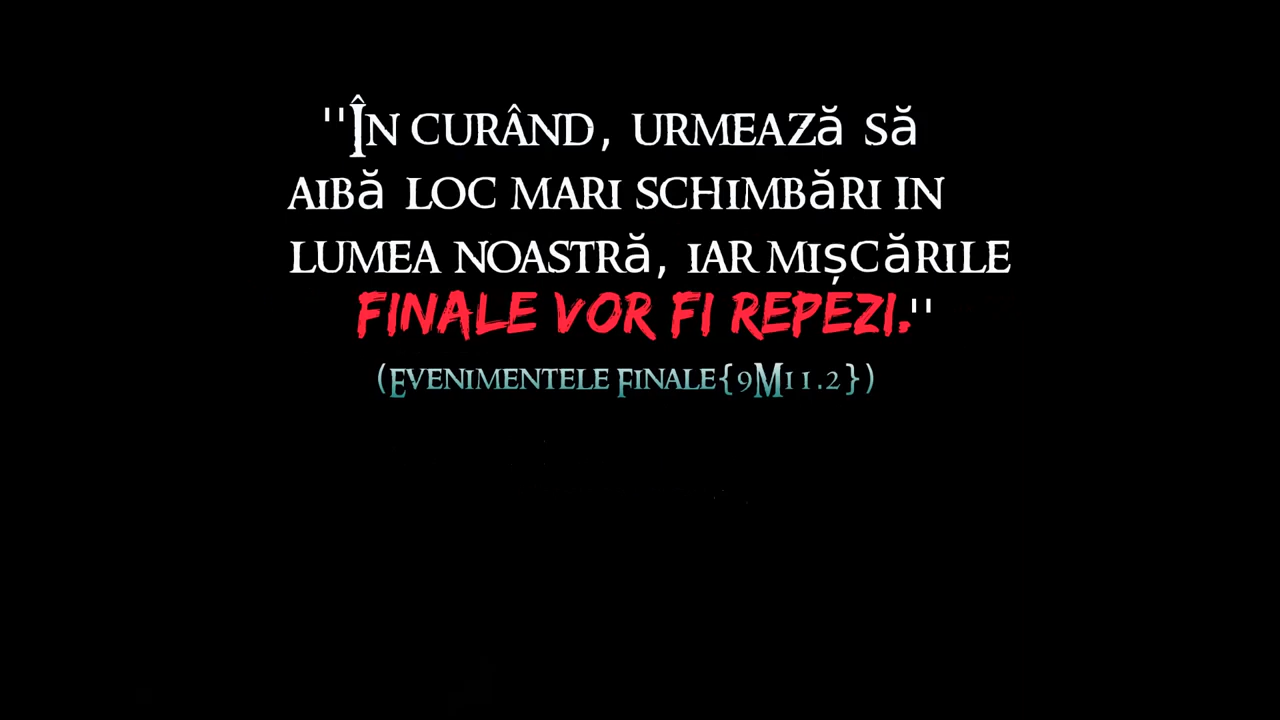 ''În curând, urmează să
aibă loc mari schimbări in
lumea noastră, iar mișcările
finale vor fi repezi.''
(Evenimentele Finale{9M11.2})